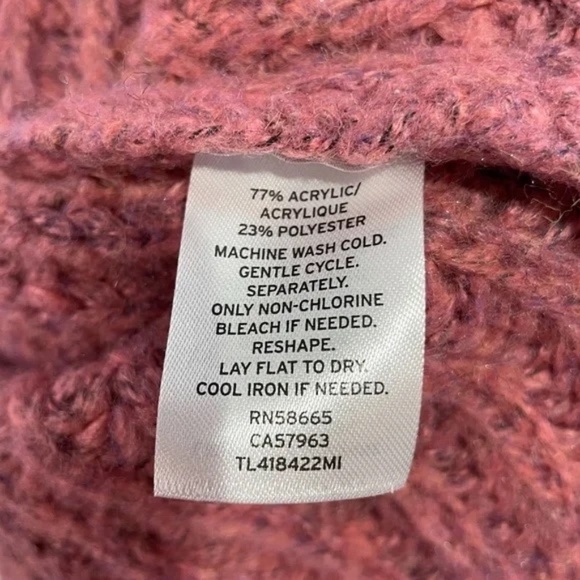 77% ACRYLIC/
ACRYLIQUE
23% POLYESTER
MACHINE WASH COLD.
GENTLE CYCLE.
SEPARATELY.
ONLY NON-CHLORINE
BLEACH IF NEEDED.
RESHAPE.
LAY FLAT TO DRY.
COOL IRON IF NEEDED.
RN58665
CA57963
TL418422MI